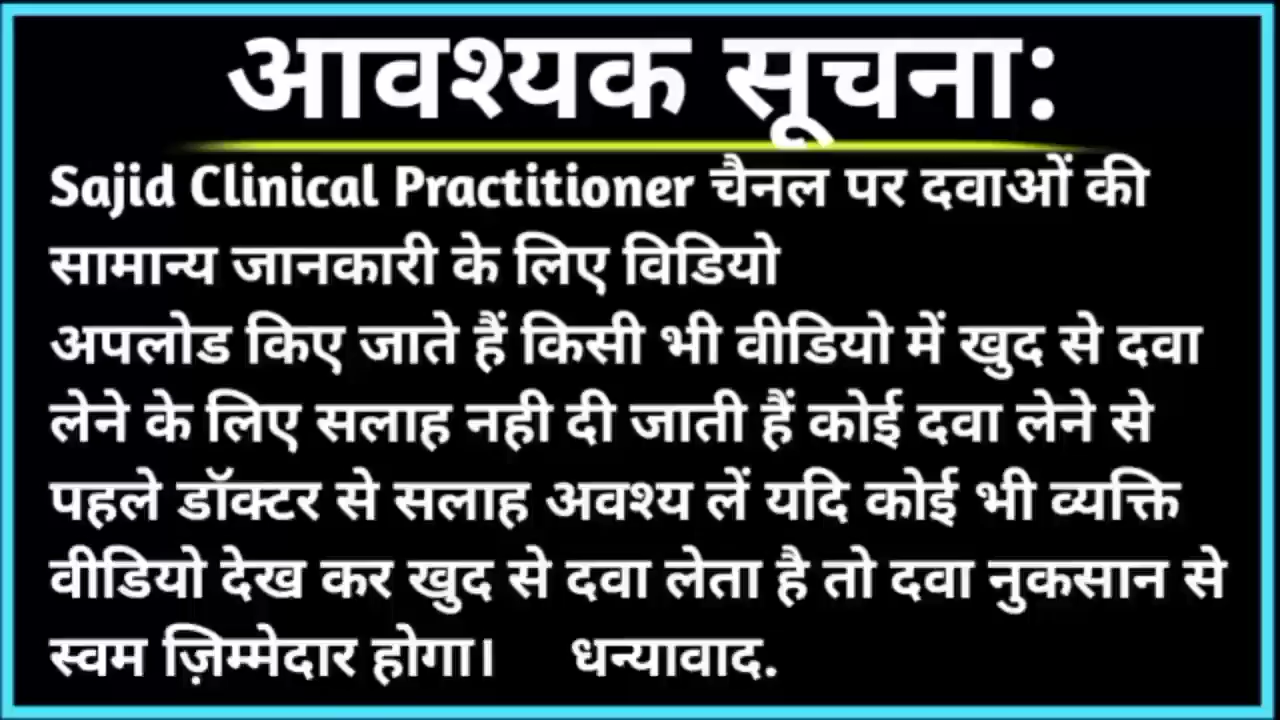 आवश्यक सूचना:
Sajid Clinical Practitioner चैनल पर दवाओं की
सामान्य जानकारी के लिए विडियो
अपलोड किए जाते हैं किसी भी वीडियो में खुद से दवा
लेने के लिए सलाह नही दी जाती हैं कोई दवा लेने से
पहले डॉक्टर से सलाह अवश्य लें यदि कोई भी व्यक्ति
वीडियो देख कर खुद से दवा लेता है तो दवा नुकसान से
स्वम ज़िम्मेदार होगा। धन्यावाद.